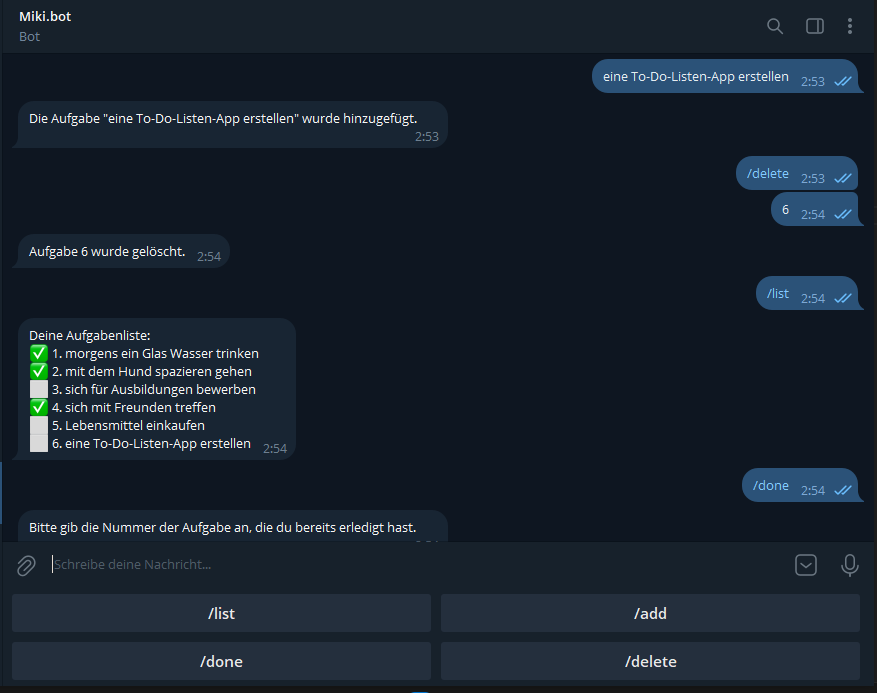 Miki.bot
Bot
eine To-Do-Listen-App erstellen 2:53
Die Aufgabe "eine To-Do-Listen-App erstellen" wurde hinzugefügt.
2:53
/delete 2:53
6 2:54
Aufgabe 6 wurde gelöscht. 2:54
/list 2:54
Deine Aufgabenliste:
✅ 1. morgens ein Glas Wasser trinken
✅ 2. mit dem Hund spazieren gehen
⬜ 3. sich für Ausbildungen bewerben
✅ 4. sich mit Freunden treffen
⬜ 5. Lebensmittel einkaufen
⬜ 6. eine To-Do-Listen-App erstellen 2:54
/done 2:54
Bitte gib die Nummer der Aufgabe an, die du bereits erledigt hast.
Schreibe deine Nachricht...
/list /add
/done /delete